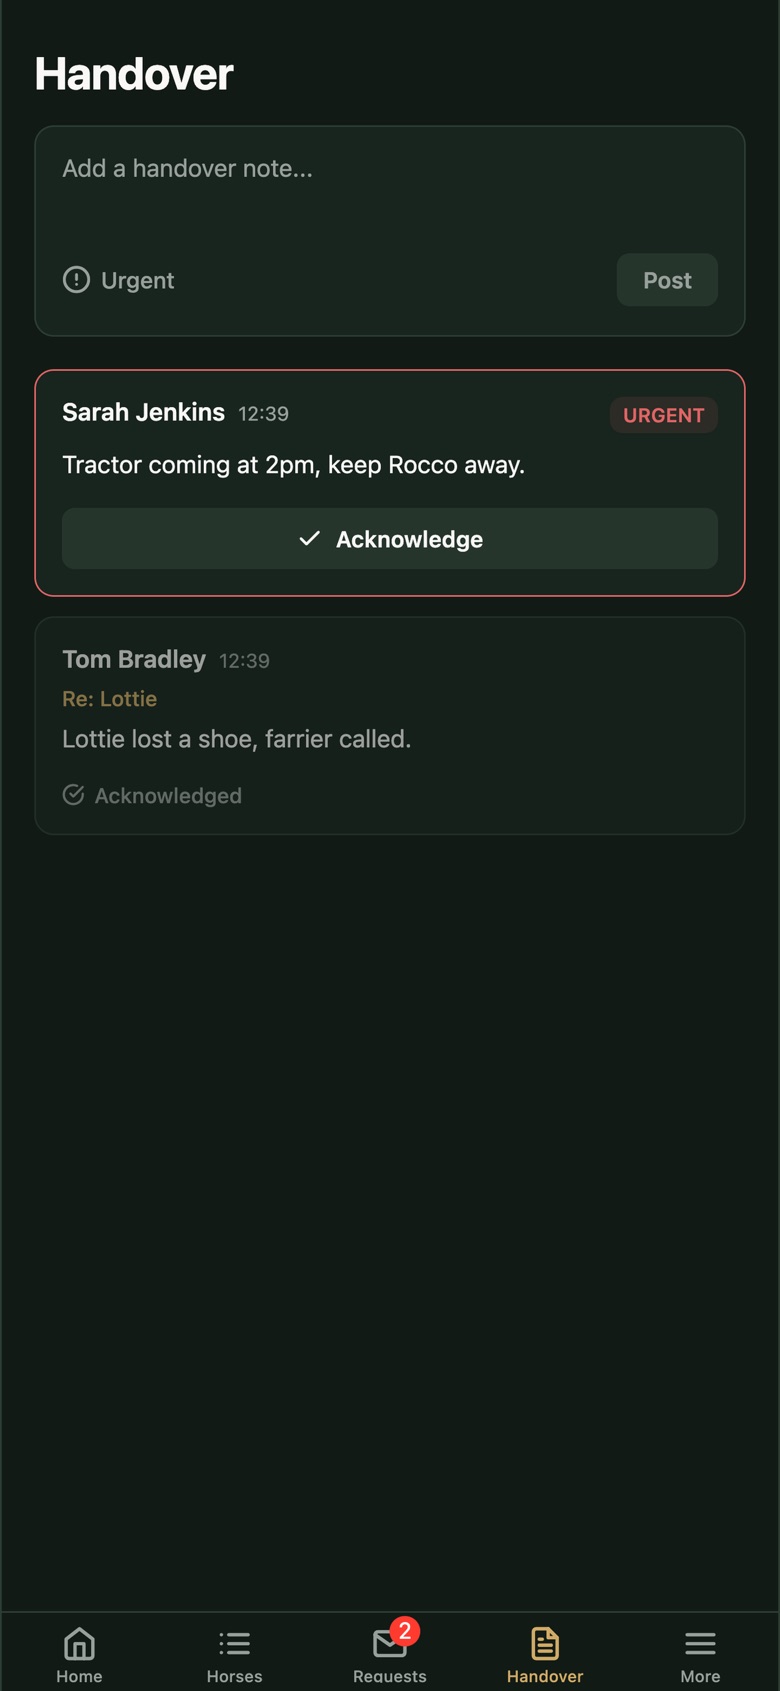 Handover
Add a handover note...
Urgent
Post
Sarah Jenkins 12:39
URGENT
Tractor coming at 2pm, keep Rocco away.
Acknowledge
Tom Bradley 12:39
Re: Lottie
Lottie lost a shoe, farrier called.
Acknowledged
2
Home
Horses
Requests
Handover
More